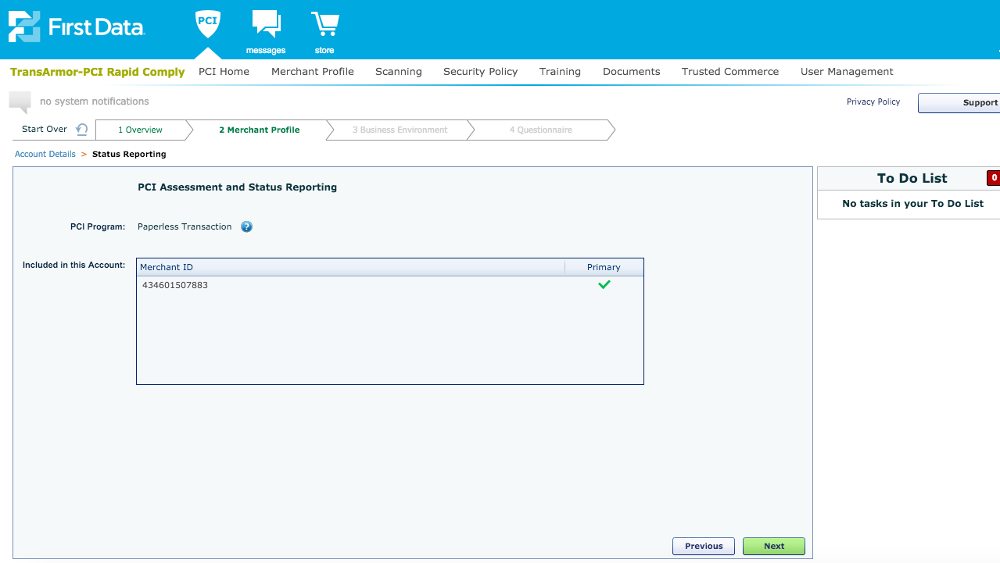 First Data
PCI
messages
store
TransArmor-PCI Rapid Comply PCI Home Merchant Profile Scanning Security Policy Training Documents Trusted Commerce User Management
no system notifications
Privacy Policy
Support
Start Over 1 Overview 2 Merchant Profile 3 Business Environment 4 Questionnaire
Account Details > Status Reporting
PCI Assessment and Status Reporting
PCI Program: Paperless Transaction ?
Included in this Account:
Merchant ID Primary
434601507883
Previous Next
To Do List 0
No tasks in your To Do List